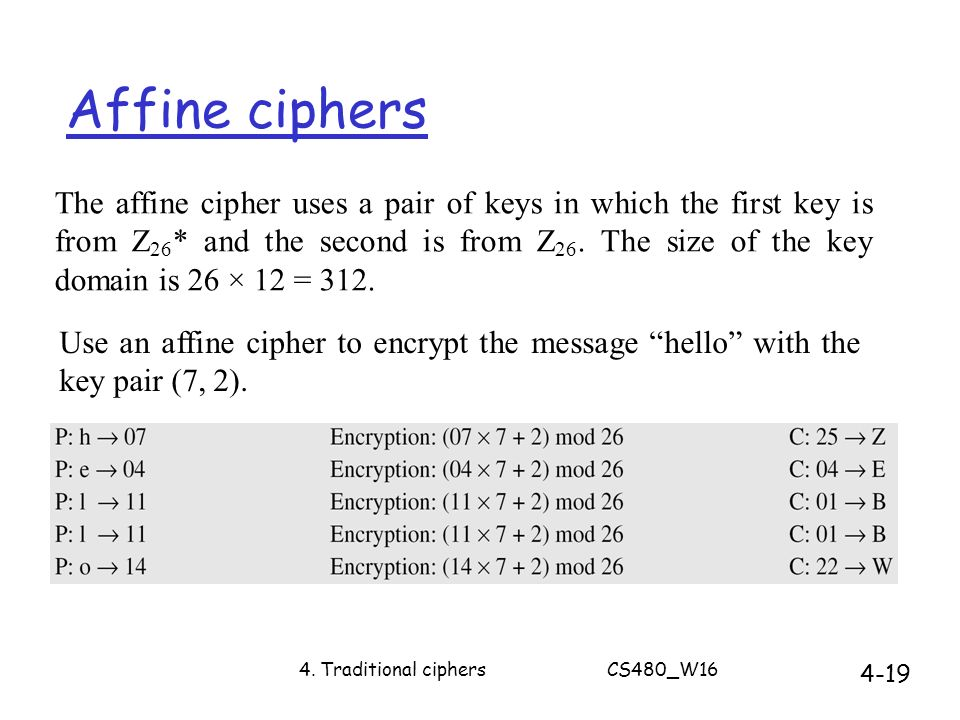 Affine ciphers
The affine cipher uses a pair of keys in which the first key is
from Z₂₆* and the second is from Z₂₆. The size of the key
domain is 26 × 12 = 312.
Use an affine cipher to encrypt the message “hello” with the
key pair (7, 2).
P: h → 07 Encryption: (07 × 7 + 2) mod 26 C: 25 → Z
P: e → 04 Encryption: (04 × 7 + 2) mod 26 C: 04 → E
P: l → 11 Encryption: (11 × 7 + 2) mod 26 C: 01 → B
P: l → 11 Encryption: (11 × 7 + 2) mod 26 C: 01 → B
P: o → 14 Encryption: (14 × 7 + 2) mod 26 C: 22 → W
4. Traditional ciphers CS480_W16 4-19